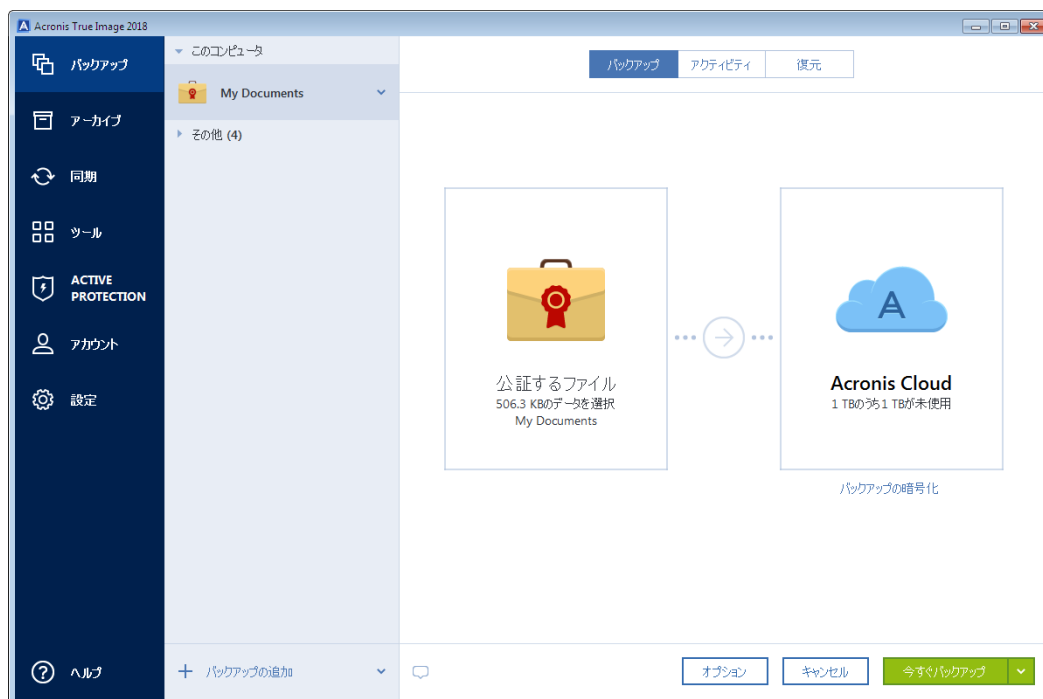 Acronis True Image 2018
バックアップ
アーカイブ
同期
ツール
ACTIVE
PROTECTION
アカウント
設定
ヘルプ
このコンピュータ
My Documents
その他 (4)
バックアップの追加
バックアップ
アクティビティ
復元
公証するファイル
506.3 KBのデータを選択
My Documents
Acronis Cloud
1 TBのうち1 TBが未使用
バックアップの暗号化
オプション
キャンセル
今すぐバックアップ